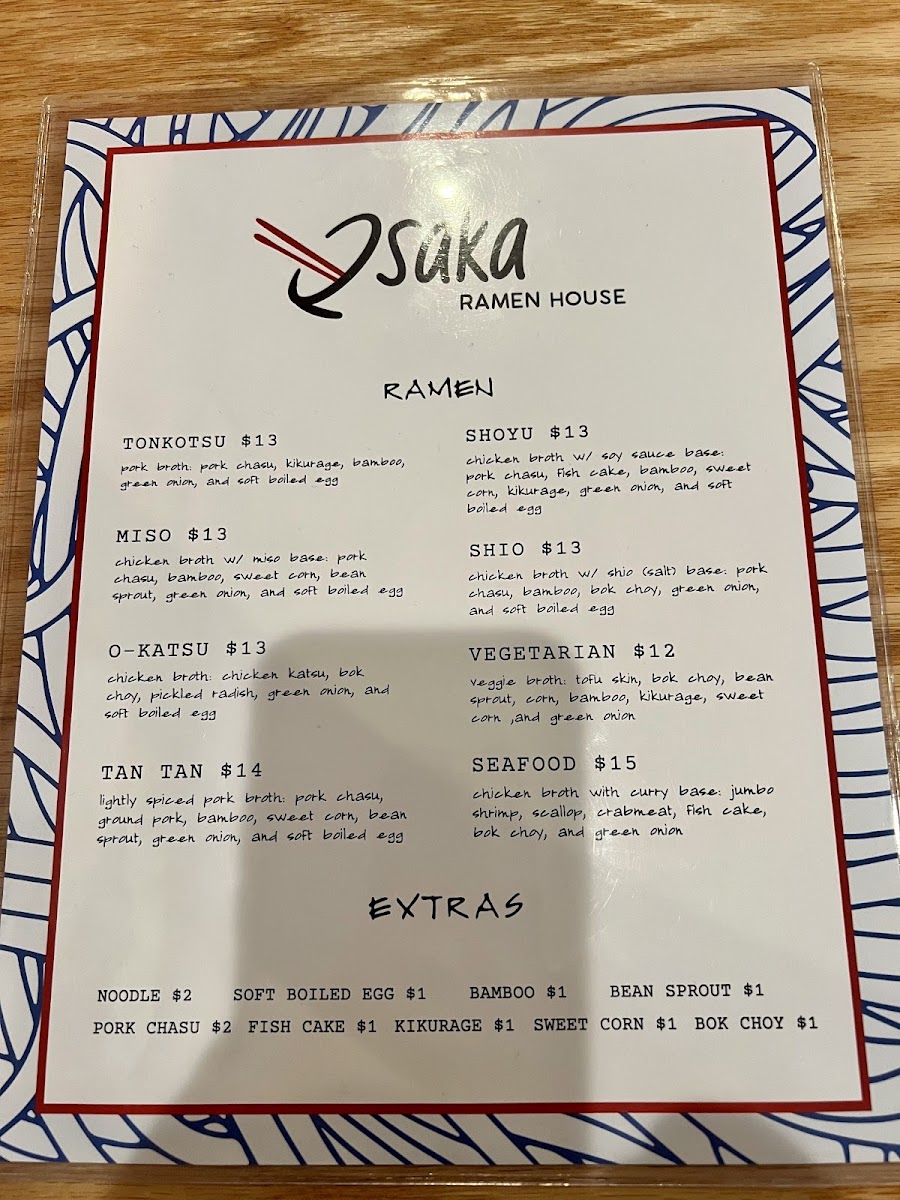 Osaka
RAMEN HOUSE
RAMEN
TONKOTSU $13
pork broth: pork chasu, kikurage, bamboo,
green onion, and soft boiled egg
MISO $13
chicken broth w/ miso base: pork
chasu, bamboo, sweet corn, bean
sprout, green onion, and soft boiled egg
O-KATSU $13
chicken broth: chicken katsu, bok
choy, pickled radish, green onion, and
soft boiled egg
TAN TAN $14
lightly spiced pork broth: pork chasu,
ground pork, bamboo, sweet corn, bean
sprout, green onion, and soft boiled egg
SHOYU $13
chicken broth w/ soy sauce base:
pork chasu, fish cake, bamboo, sweet
corn, kikurage, green onion, and soft
boiled egg
SHIO $13
chicken broth w/ shio (salt) base: pork
chasu, bamboo, bok choy, green onion,
and soft boiled egg
VEGETARIAN $12
veggie broth: tofu skin, bok choy, bean
sprout, corn, bamboo, kikurage, sweet
corn ,and green onion
SEAFOOD $15
chicken broth with curry base: jumbo
shrimp, scallop, crabmeat, fish cake,
bok choy, and green onion
EXTRAS
NOODLE $2 SOFT BOILED EGG $1 BAMBOO $1 BEAN SPROUT $1
PORK CHASU $2 FISH CAKE $1 KIKURAGE $1 SWEET CORN $1 BOK CHOY $1